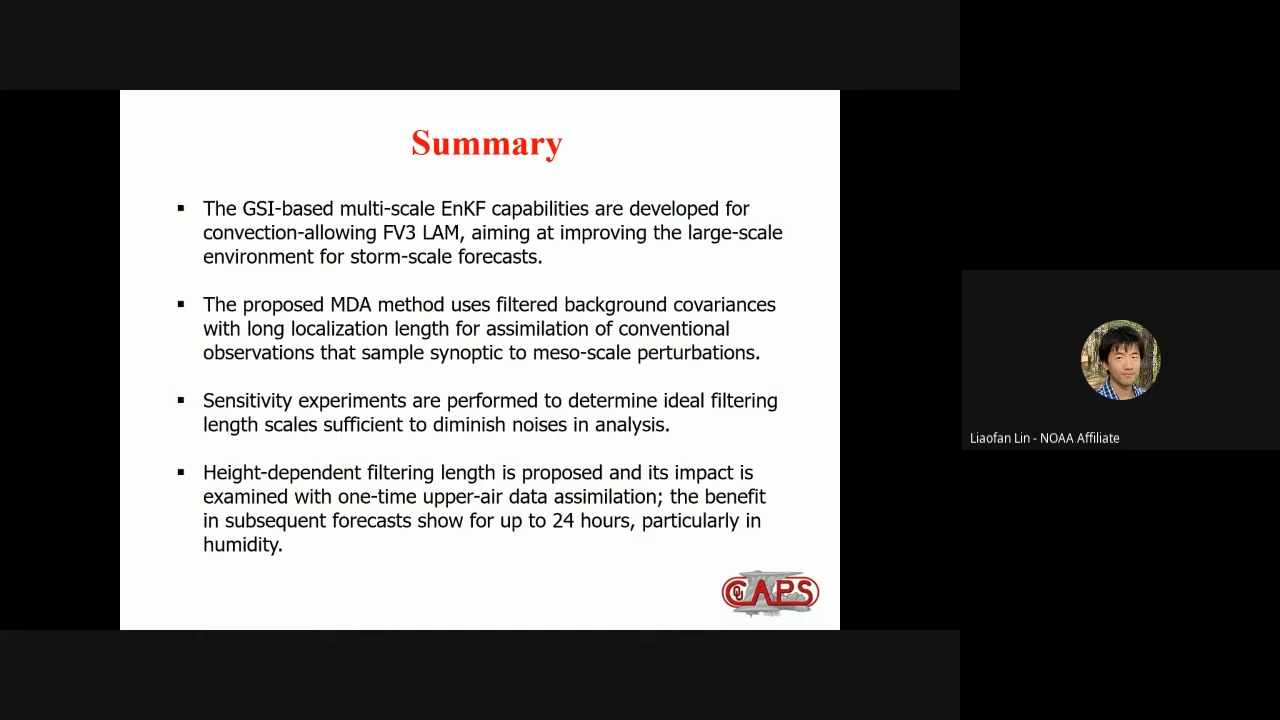 Summary
▪ The GSI-based multi-scale EnKF capabilities are developed for
convection-allowing FV3 LAM, aiming at improving the large-scale
environment for storm-scale forecasts.
▪ The proposed MDA method uses filtered background covariances
with long localization length for assimilation of conventional
observations that sample synoptic to meso-scale perturbations.
▪ Sensitivity experiments are performed to determine ideal filtering
length scales sufficient to diminish noises in analysis.
▪ Height-dependent filtering length is proposed and its impact is
examined with one-time upper-air data assimilation; the benefit
in subsequent forecasts show for up to 24 hours, particularly in
humidity.
OU CAPS
Liaofan Lin - NOAA Affiliate